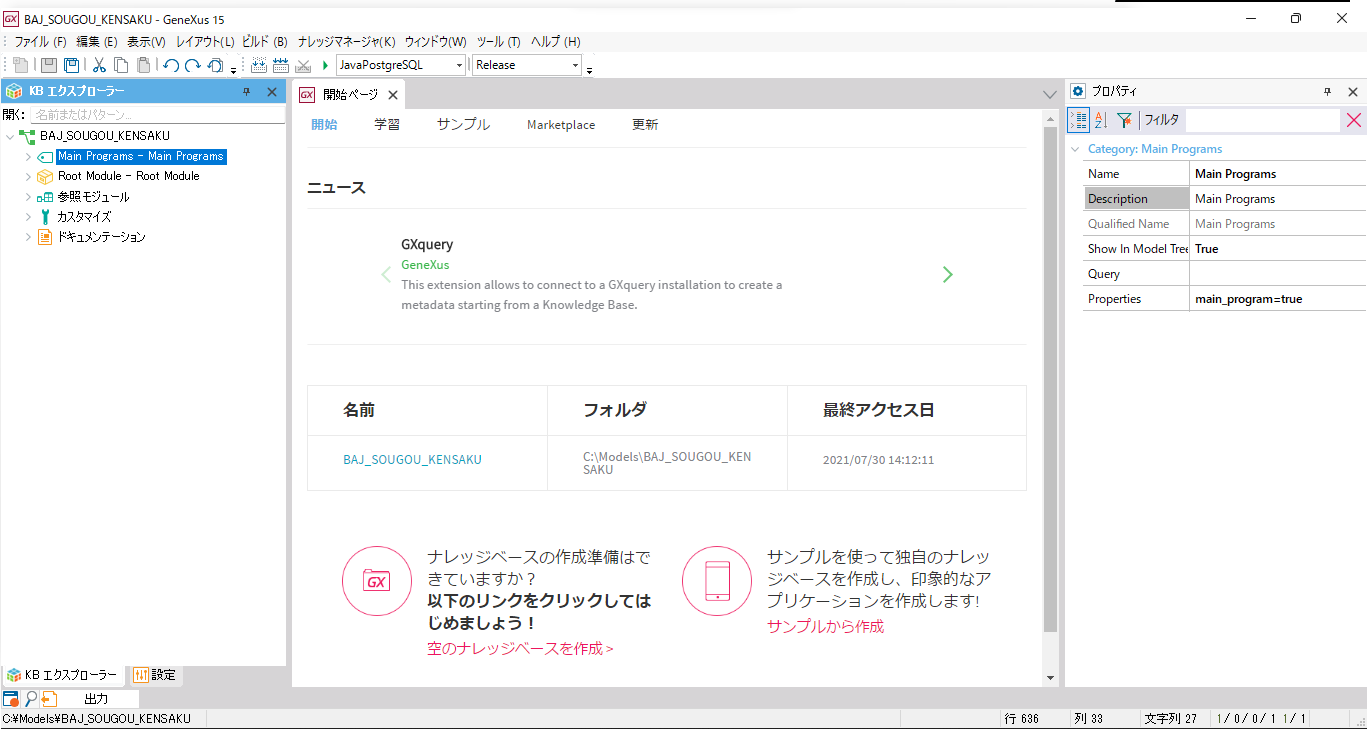 BAJ_SOUGOU_KENSAKU - GeneXus 15
ファイル (F) 編集 (E) 表示(V) レイアウト(L) ビルド (B) ナレッジマネージャ(K) ウィンドウ(W) ツール (T) ヘルプ (H)
JavaPostgreSQL Release
KB エクスプローラー
開く: 名前またはパターン...
BAJ_SOUGOU_KENSAKU
Main Programs - Main Programs
Root Module - Root Module
参照モジュール
カスタマイズ
ドキュメンテーション
KB エクスプローラー 設定
GX 開始ページ
開始 学習 サンプル Marketplace 更新
ニュース
GXquery
GeneXus
This extension allows to connect to a GXquery installation to create a
metadata starting from a Knowledge Base.
名前 フォルダ 最終アクセス日
BAJ_SOUGOU_KENSAKU C:\Models\BAJ_SOUGOU_KEN 2021/07/30 14:12:11
SAKU
GX
ナレッジベースの作成準備はで
きていますか？
以下のリンクをクリックしては
じめましょう！
空のナレッジベースを作成 >
サンプルを使って独自のナレッ
ジベースを作成し、印象的なア
プリケーションを作成します!
サンプルから作成
プロパティ
フィルタ
Category: Main Programs
Name Main Programs
Description Main Programs
Qualified Name Main Programs
Show In Model Tree True
Query
Properties main_program=true
出力
C:¥Models¥BAJ_SOUGOU_KENSAKU 行 636 列 33 文字列 27 1/0/0/1 1/1